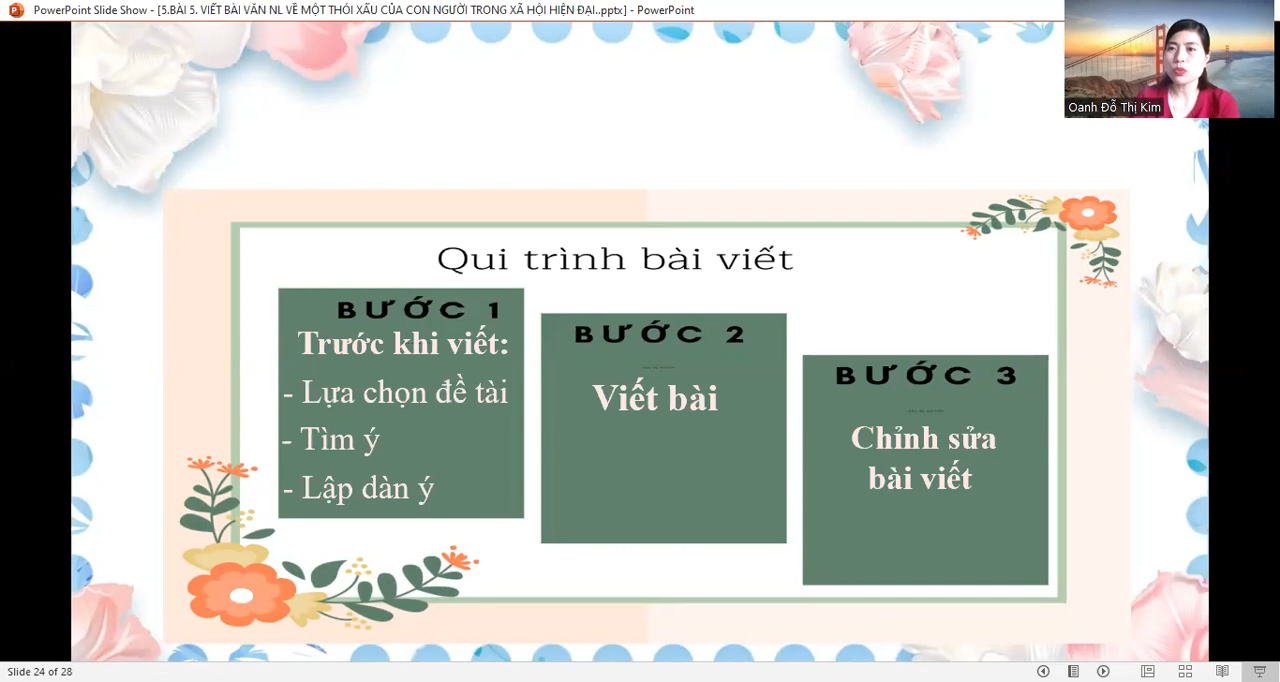 PowerPoint Slide Show - [5.BÀI 5. VIẾT BÀI VĂN NL VỀ MỘT THÓI XẤU CỦA CON NGƯỜI TRONG XÃ HỘI HIỆN ĐẠI..pptx] - PowerPoint
Oanh Đỗ Thị Kim
Qui trình bài viết
BƯỚC 1
Trước khi viết:
- Lựa chọn đề tài
- Tìm ý
- Lập dàn ý
BƯỚC 2
Viết bài
BƯỚC 3
Chỉnh sửa
bài viết
Slide 24 of 28